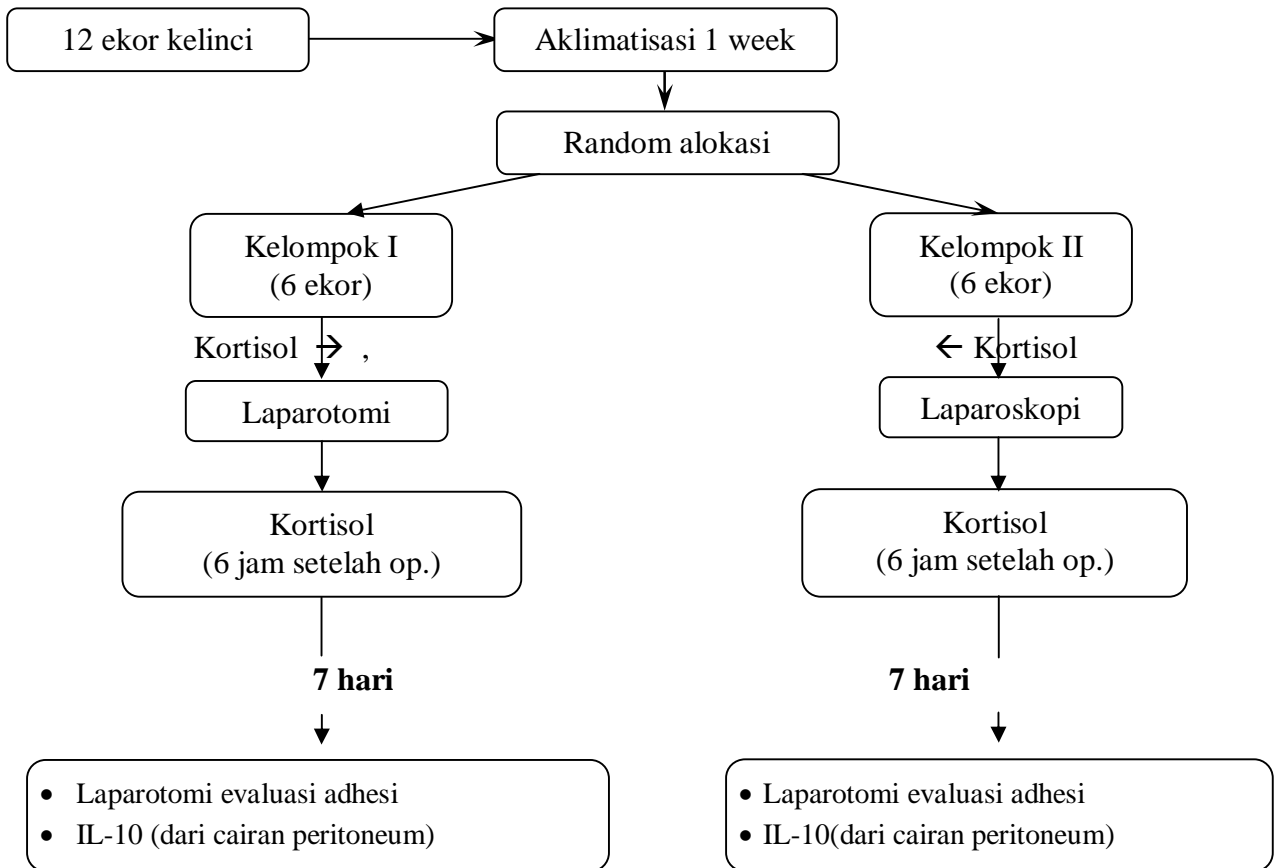 12 ekor kelinci
Aklimatisasi 1 week
Random alokasi
Kelompok I
(6 ekor)
Kelompok II
(6 ekor)
Kortisol → ,
← Kortisol
Laparotomi
Laparoskopi
Kortisol
(6 jam setelah op.)
Kortisol
(6 jam setelah op.)
7 hari
7 hari
• Laparotomi evaluasi adhesi
• IL-10 (dari cairan peritoneum)
• Laparotomi evaluasi adhesi
• IL-10(dari cairan peritoneum)